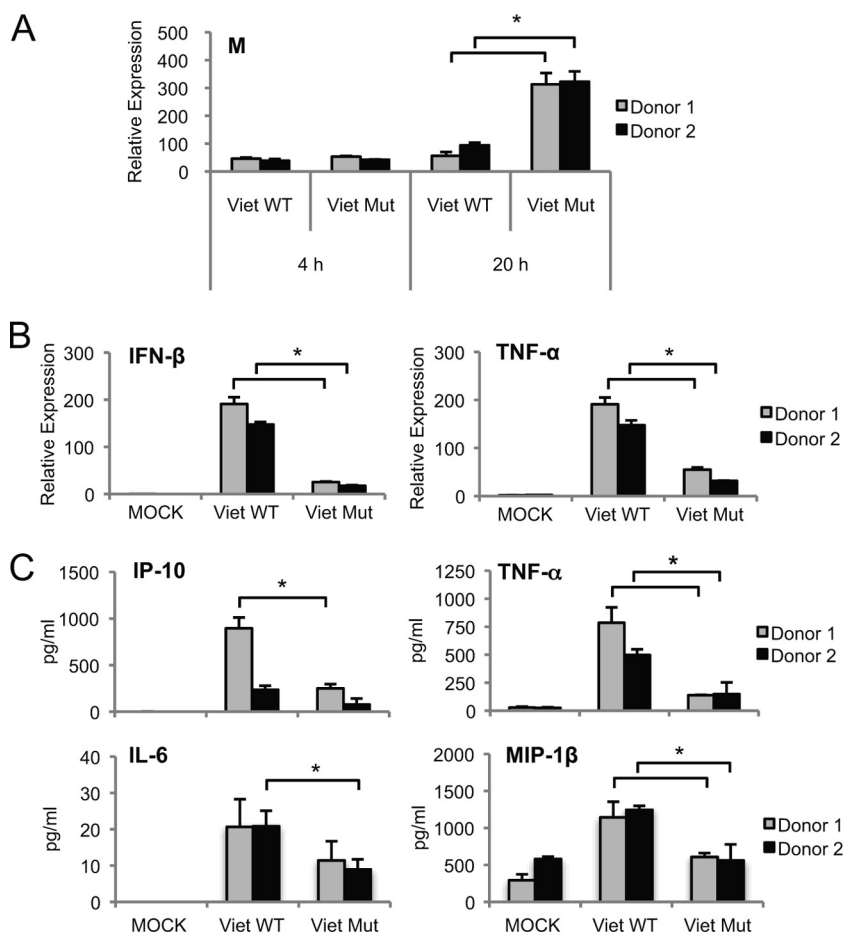 A
M
*
Relative Expression
500
400
300
200
100
0
Donor 1
Donor 2
Viet WT
Viet Mut
Viet WT
Viet Mut
4 h
20 h
B
IFN-β
*
Relative Expression
300
200
100
0
MOCK
Viet WT
Viet Mut
TNF-α
*
Relative Expression
300
200
100
0
MOCK
Viet WT
Viet Mut
Donor 1
Donor 2
C
IP-10
*
pg/ml
1500
1000
500
0
TNF-α
*
pg/ml
1250
1000
750
500
250
0
Donor 1
Donor 2
IL-6
*
pg/ml
40
30
20
10
0
MOCK
Viet WT
Viet Mut
MIP-1β
*
pg/ml
2000
1500
1000
500
0
MOCK
Viet WT
Viet Mut
Donor 1
Donor 2